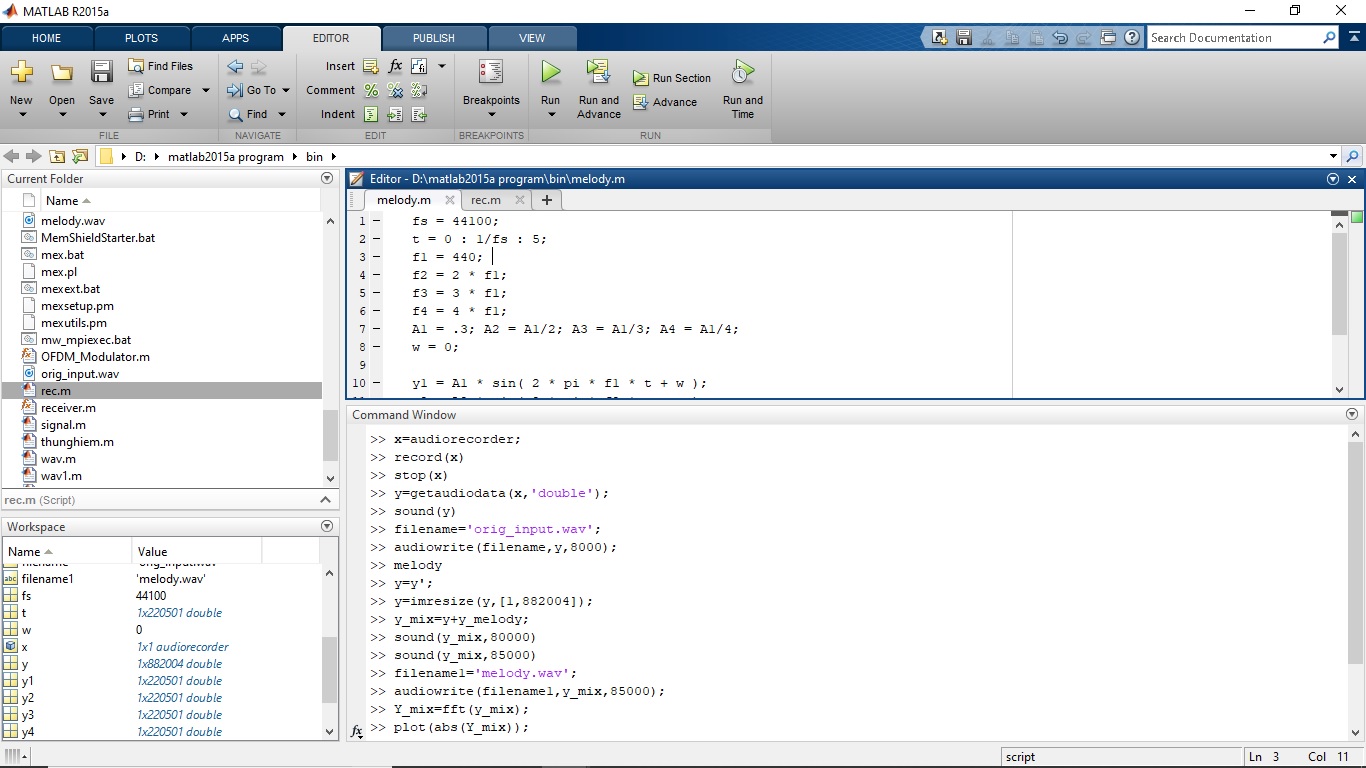 MATLAB R2015a
HOME PLOTS APPS EDITOR PUBLISH VIEW Search Documentation
New Open Save Find Files Compare Print
FILE
Go To Find
NAVIGATE
Insert fx
Comment
Indent
EDIT
Breakpoints
BREAKPOINTS
Run Run and Advance Run Section Advance Run and Time
RUN
D: matlab2015a program bin
Current Folder
Name
melody.wav
MemShieldStarter.bat
mex.bat
mex.pl
mexext.bat
mexsetup.pm
mexutils.pm
mw_mpiexec.bat
OFDM_Modulator.m
orig_input.wav
rec.m
receiver.m
signal.m
thunghiem.m
wav.m
wav1.m
rec.m (Script)
Workspace
Name Value
filename1 'melody.wav'
fs 44100
t 1x220501 double
w 0
x 1x1 audiorecorder
y 1x882004 double
y1 1x220501 double
y2 1x220501 double
y3 1x220501 double
y4 1x220501 double
Editor - D:\matlab2015a program\bin\melody.m
melody.m rec.m
1 fs = 44100;
2 t = 0 : 1/fs : 5;
3 f1 = 440;
4 f2 = 2 * f1;
5 f3 = 3 * f1;
6 f4 = 4 * f1;
7 A1 = .3; A2 = A1/2; A3 = A1/3; A4 = A1/4;
8 w = 0;
9
10 y1 = A1 * sin( 2 * pi * f1 * t + w );
Command Window
>> x=audiorecorder;
>> record(x)
>> stop(x)
>> y=getaudiodata(x,'double');
>> sound(y)
>> filename='orig_input.wav';
>> audiowrite(filename,y,8000);
>> melody
>> y=y';
>> y=imresize(y,[1,882004]);
>> y_mix=y+y_melody;
>> sound(y_mix,80000)
>> sound(y_mix,85000)
>> filename1='melody.wav';
>> audiowrite(filename1,y_mix,85000);
>> Y_mix=fft(y_mix);
fx >> plot(abs(Y_mix));
script Ln 3 Col 11